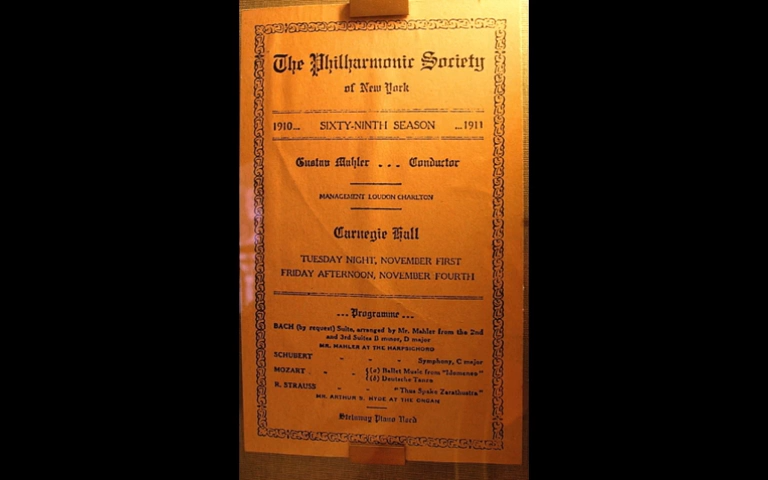 The Philharmonic Society
of New York
1910... SIXTY-NINTH SEASON ...1911
Gustav Mahler ... Conductor
MANAGEMENT LOUDON CHARLTON
Carnegie Hall
TUESDAY NIGHT, NOVEMBER FIRST
FRIDAY AFTERNOON, NOVEMBER FOURTH
...Programme...
BACH (by request) Suite, arranged by Mr. Mahler from the 2nd
and 3rd Suites B minor, D major
MR. MAHLER AT THE HARPSICHORD
SCHUBERT " " " Symphony, C major
MOZART " " (a) Ballet Music from "Idomeneo"
(b) Deutsche Tanze
R. STRAUSS " " "Thus Spake Zarathustra"
MR. ARTHUR S. HYDE AT THE ORGAN
Steinway Piano Used